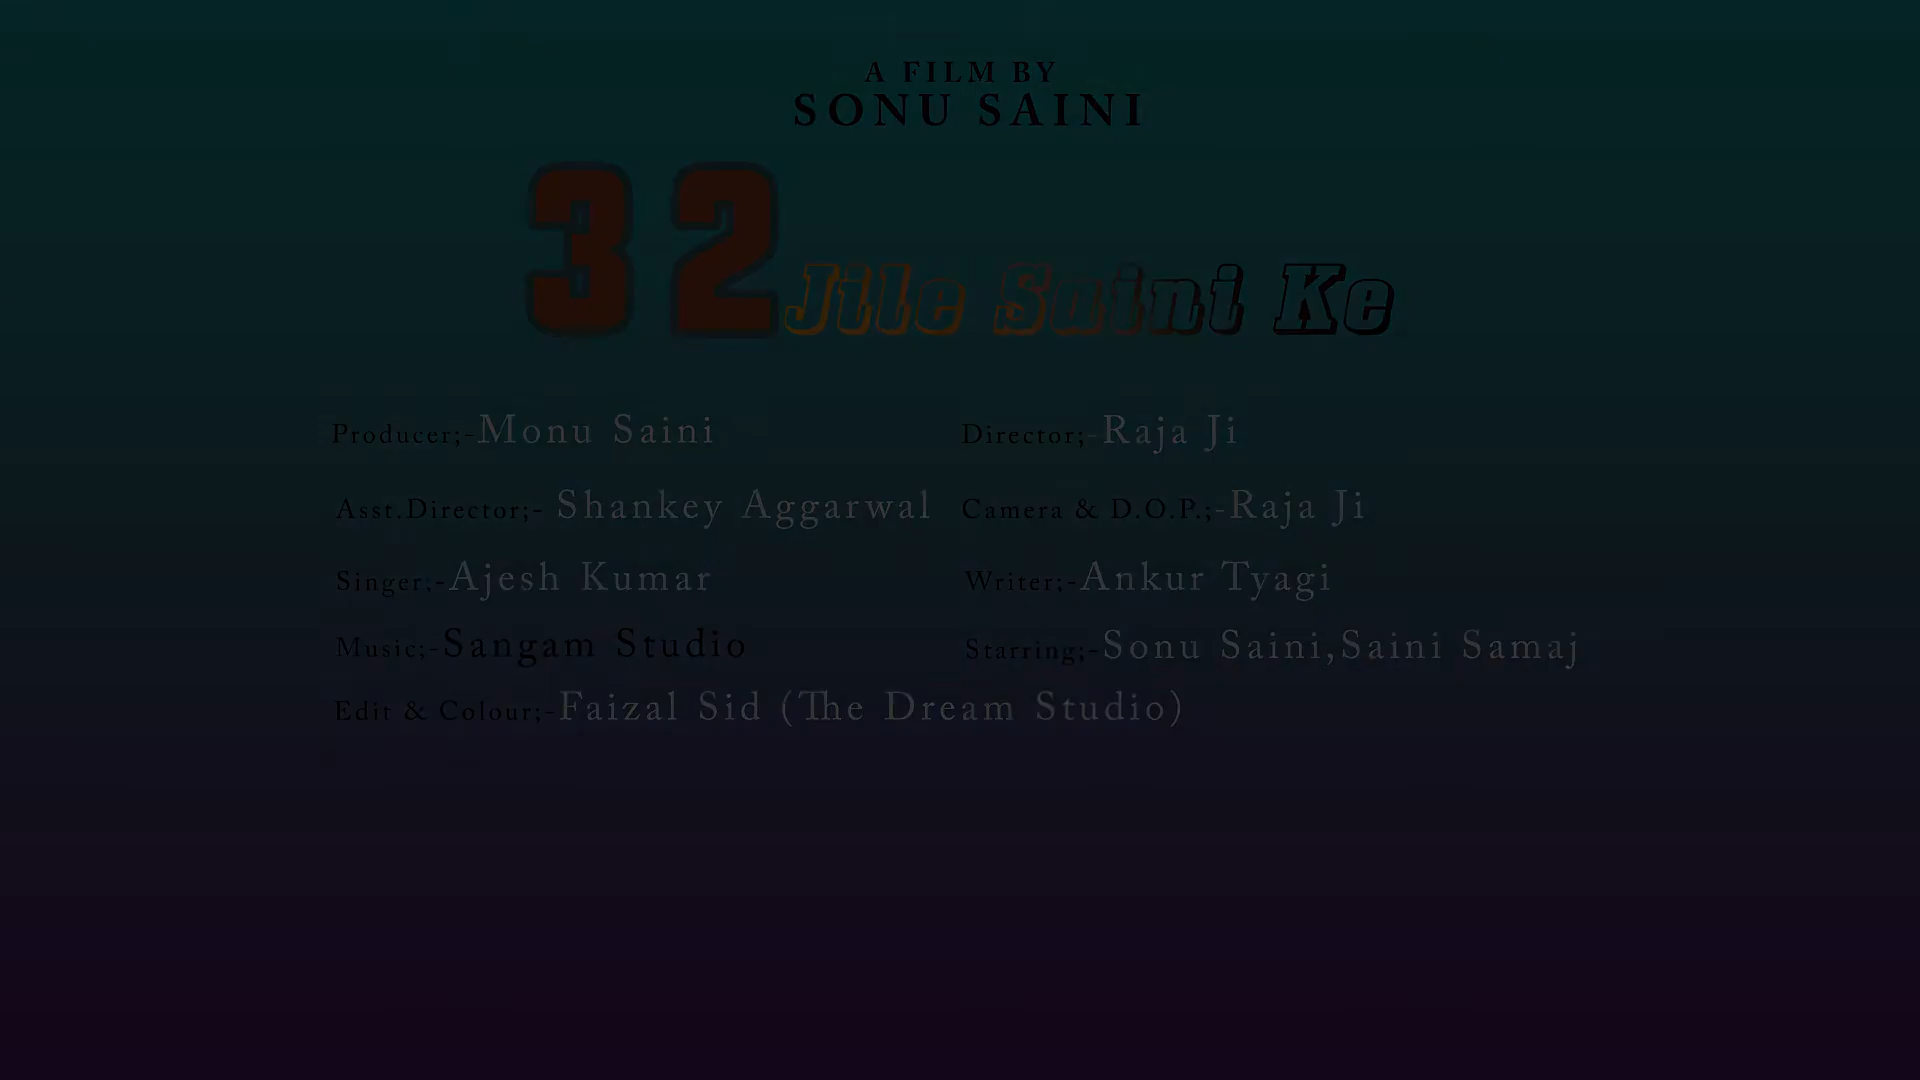 A FILM BY
SONU SAINI
32 Jile Saini Ke
Producer;-Monu Saini
Director;-Raja Ji
Asst.Director;- Shankey Aggarwal
Camera & D.O.P.;-Raja Ji
Singer;-Ajesh Kumar
Writer;-Ankur Tyagi
Music;-Sangam Studio
Starring;-Sonu Saini,Saini Samaj
Edit & Colour;-Faizal Sid (The Dream Studio)